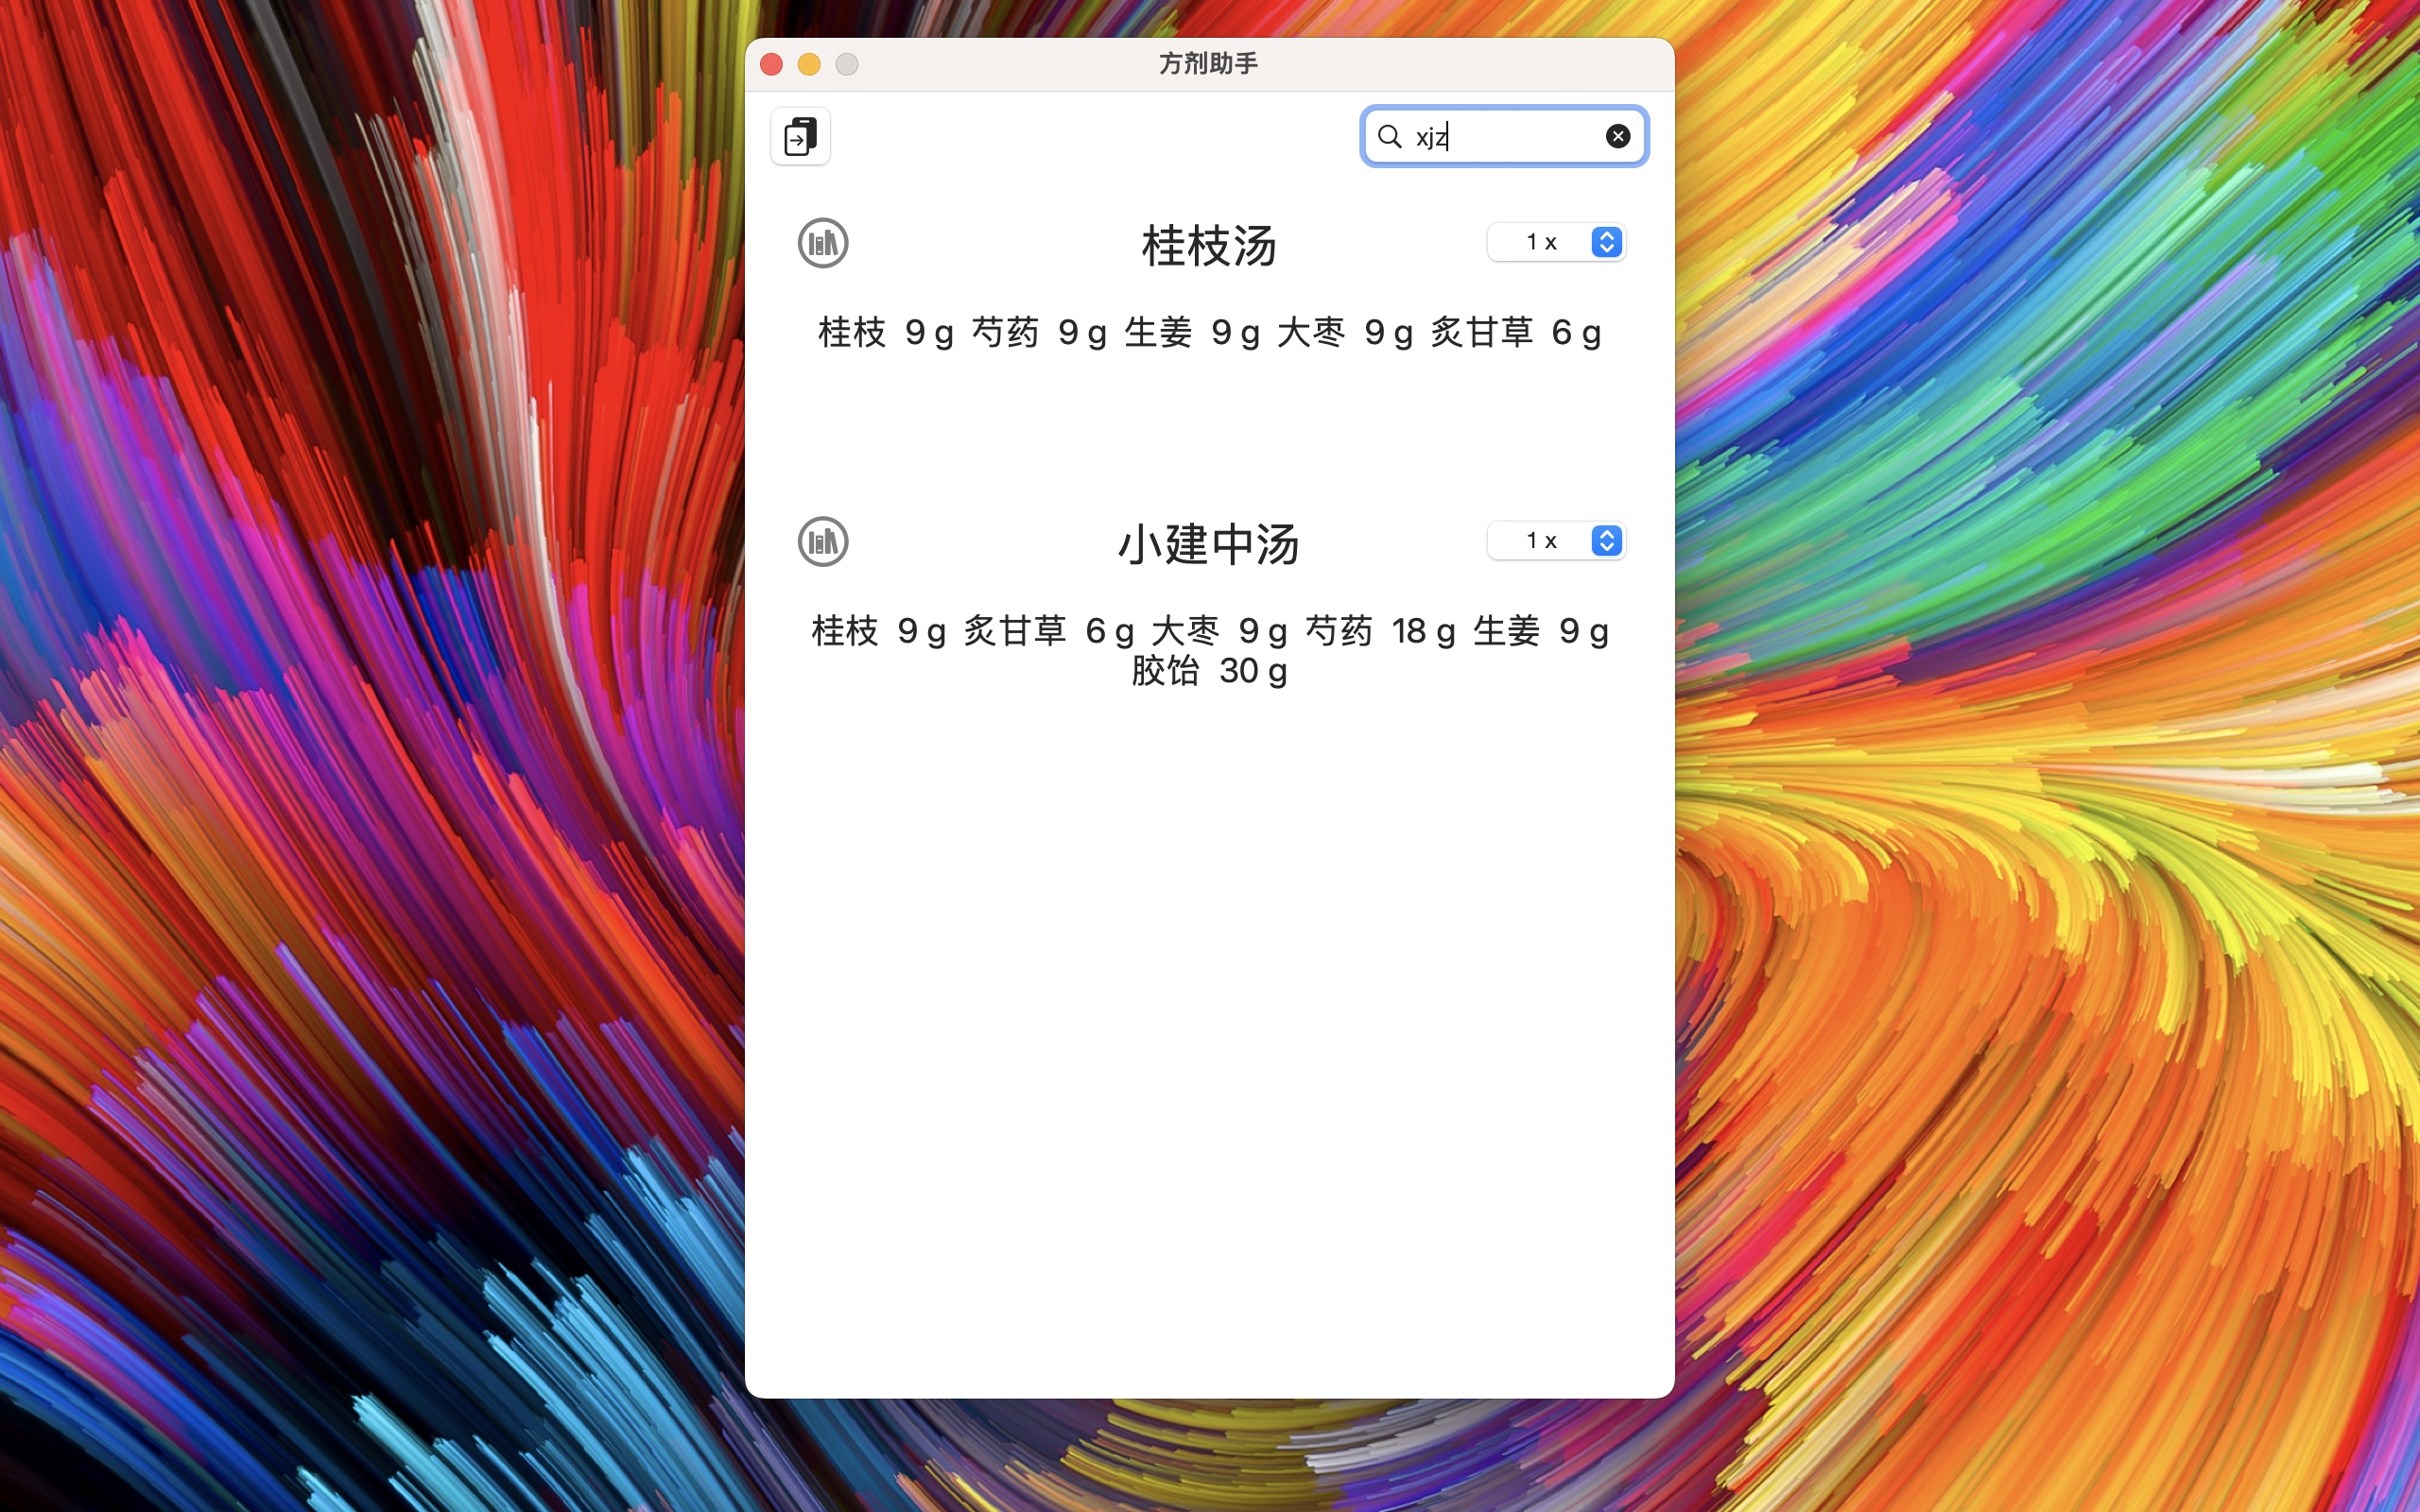 方剂助手
xjz
桂枝汤
1 x
桂枝 9 g 芍药 9 g 生姜 9 g 大枣 9 g 炙甘草 6 g
小建中汤
1 x
桂枝 9 g 炙甘草 6 g 大枣 9 g 芍药 18 g 生姜 9 g
胶饴 30 g